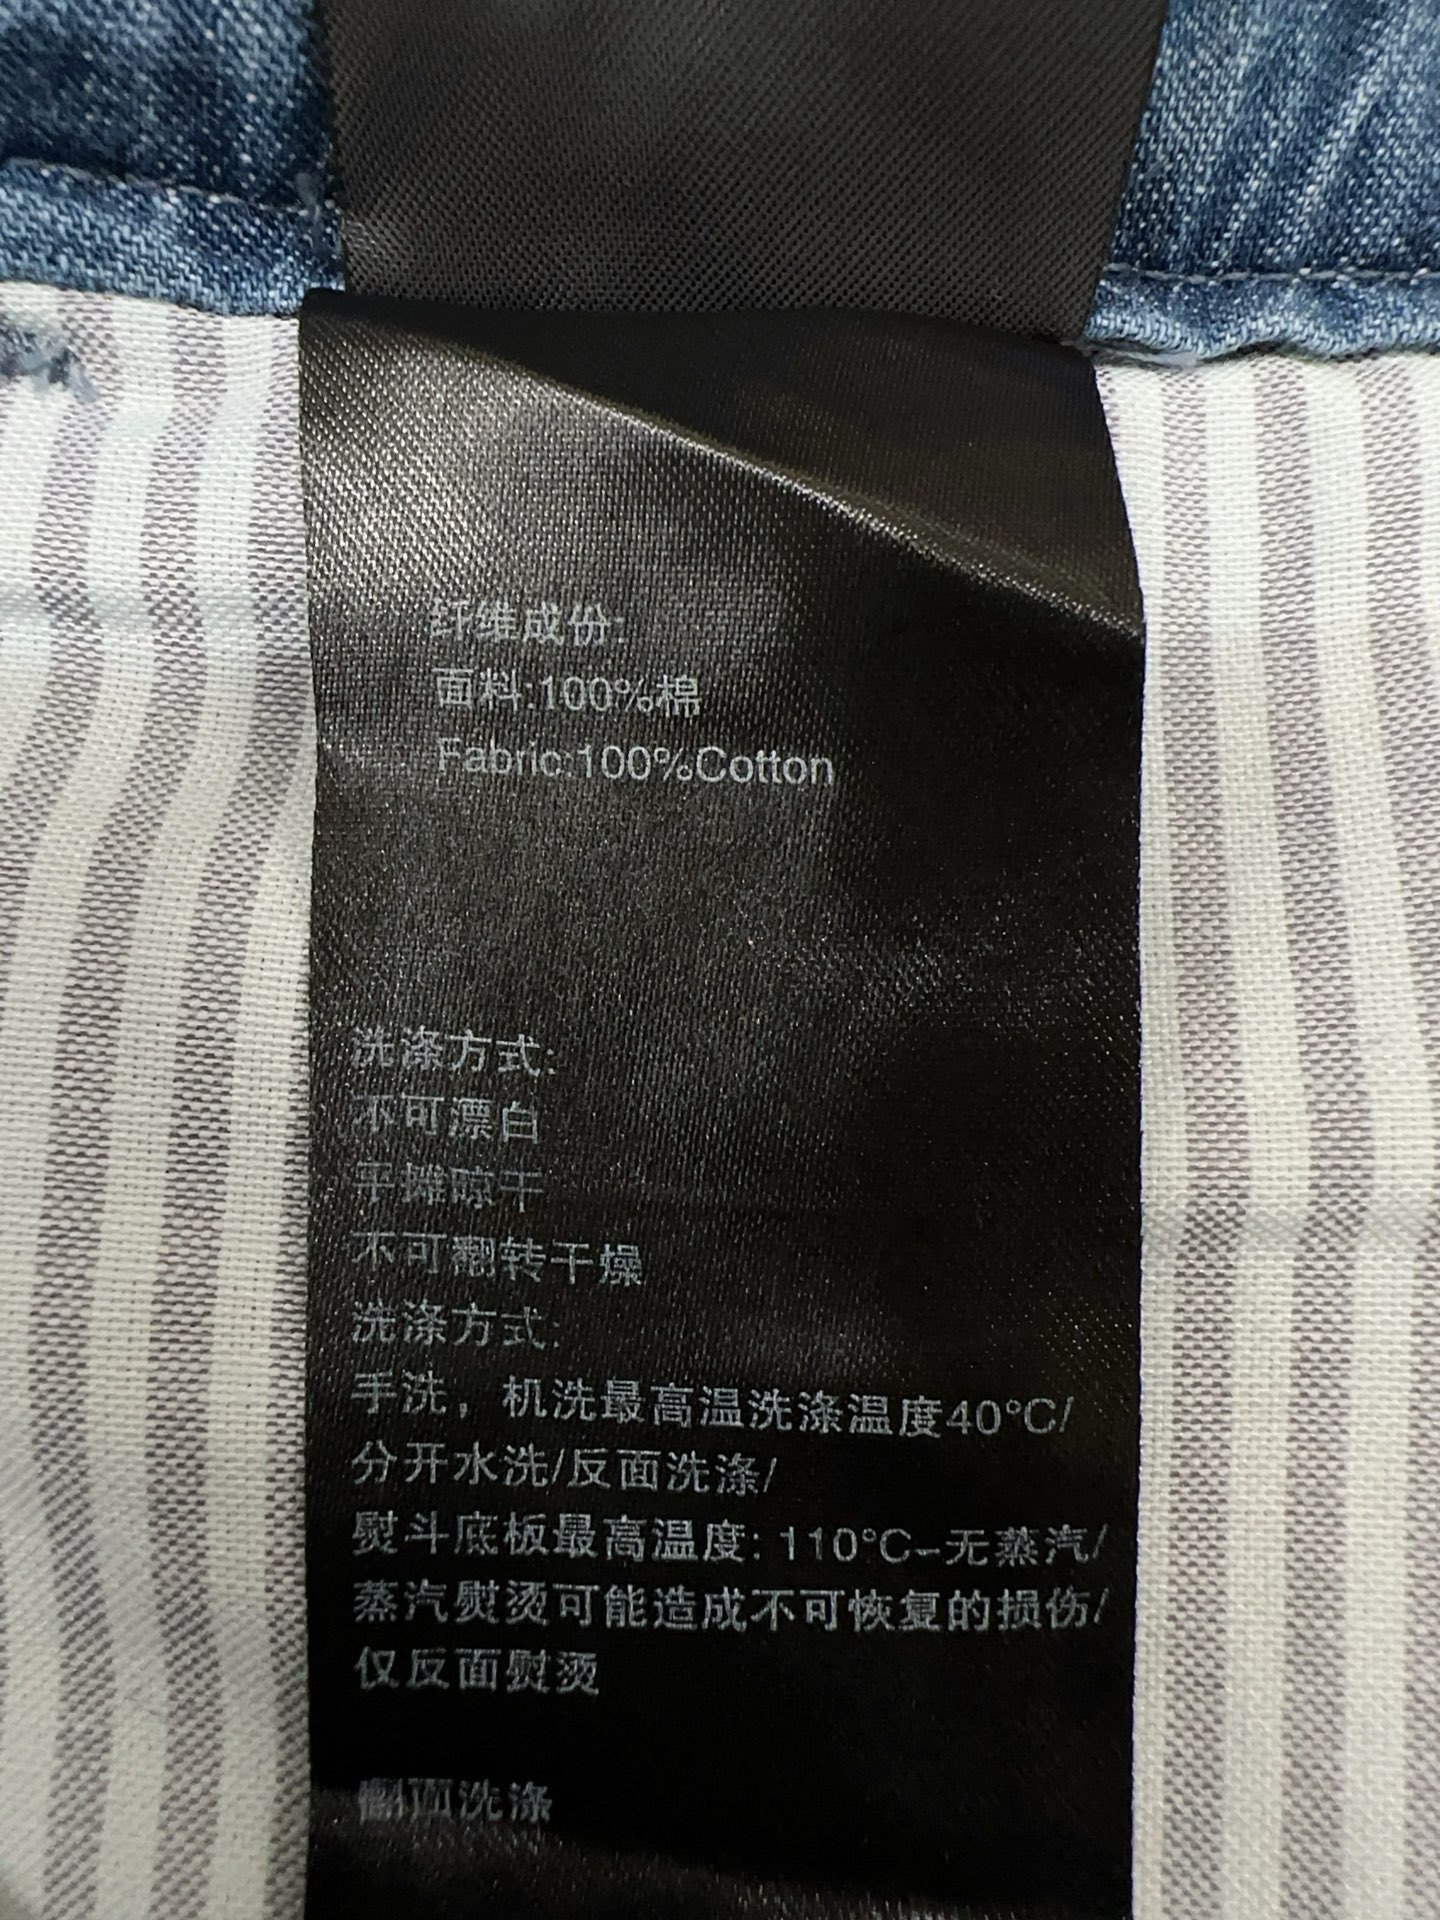 纤维成份:
面料:100%棉
Fabric:100%Cotton
洗涤方式:
不可漂白
平摊晾干
不可翻转干燥
洗涤方式:
手洗，机洗最高温洗涤温度40°C/
分开水洗/反面洗涤/
熨斗底板最高温度: 110°C-无蒸汽/
蒸汽熨烫可能造成不可恢复的损伤/
仅反面熨烫
翻面洗涤